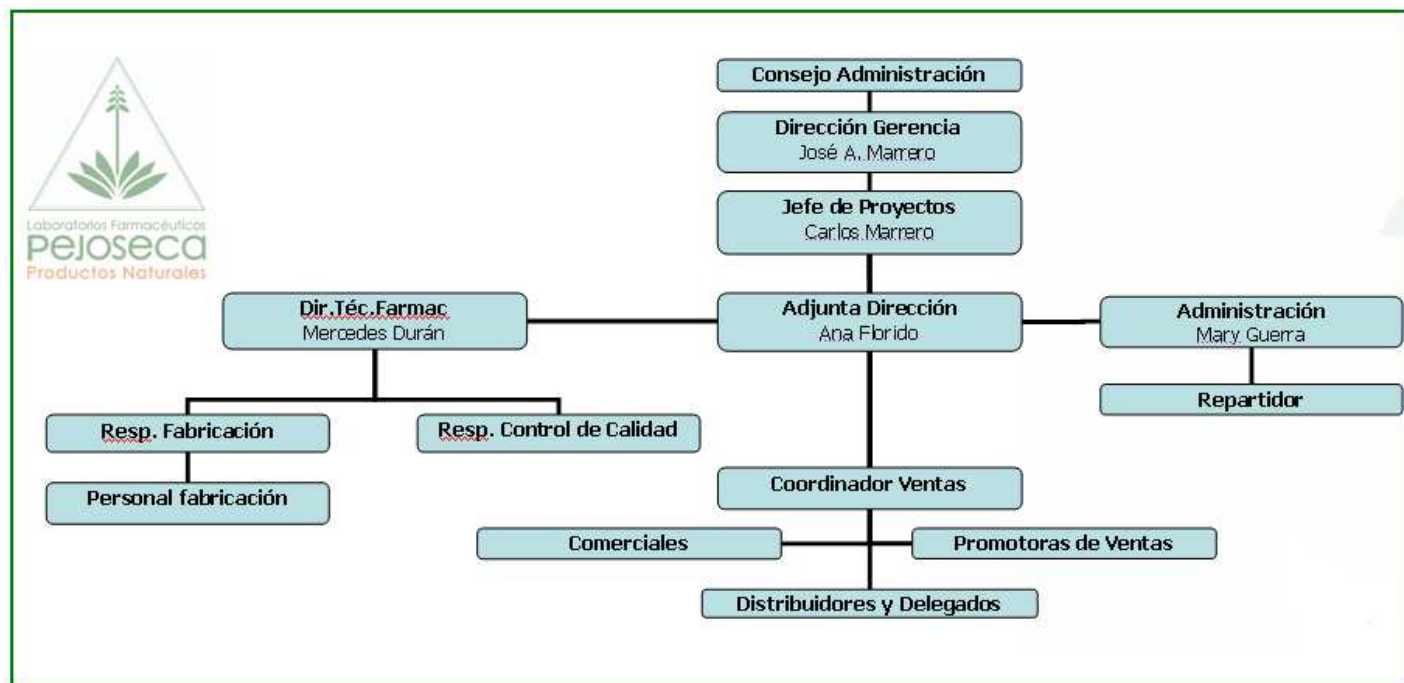 Consejo Administración
Dirección Gerencia
José A. Marrero
Jefe de Proyectos
Carlos Marrero
Laboratorios Farmacéuticos
Pejoseca
Productos Naturales
Dir.Téc.Farmac
Mercedes Durán
Adjunta Dirección
Ana Florido
Administración
Mary Guerra
Repartidor
Resp. Fabricación
Resp. Control de Calidad
Personal fabricación
Coordinador Ventas
Comerciales
Promotoras de Ventas
Distribuidores y Delegados